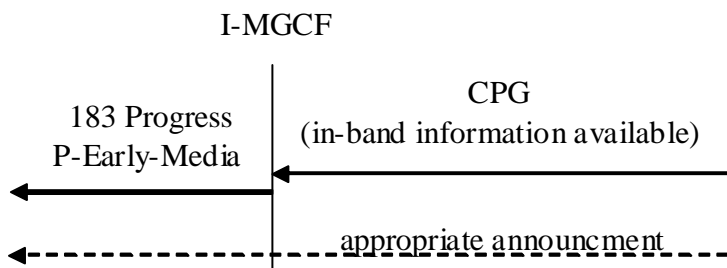 I-MGCF
183 Progress
P-Early-Media
CPG
(in-band information available)
appropriate announcment